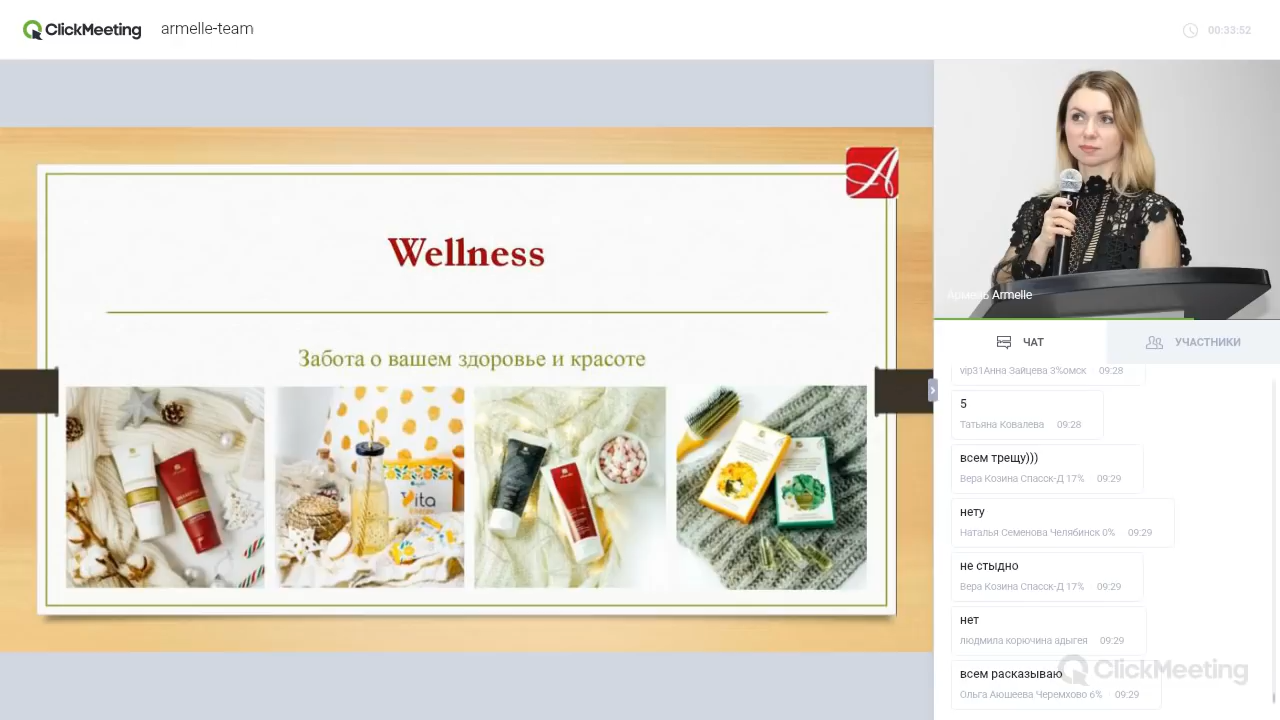 ClickMeeting
armelle-team
00:33:52
A
Wellness
Забота о вашем здоровье и красоте
Vita
Армэль Armelle
ЧАТ
УЧАСТНИКИ
vip31Анна Зайцева 3%омск 09:28
5
Татьяна Ковалева 09:28
всем трещу)))
Вера Козина Спасск-Д 17% 09:29
нету
Наталья Семенова Челябинск 0% 09:29
не стыдно
Вера Козина Спасск-Д 17% 09:29
нет
людмила корючина адыгея 09:29
всем расказываю
Ольга Аюшеева Черемхово 6% · 09:29
ClickMeeting